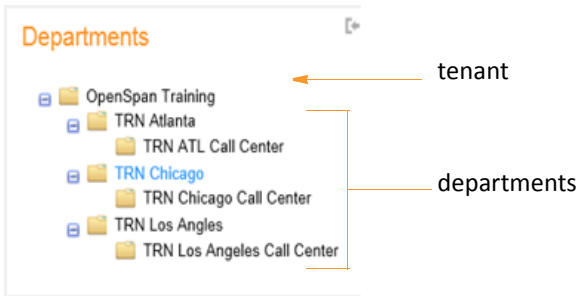 Departments
tenant
OpenSpan Training
TRN Atlanta
TRN ATL Call Center
TRN Chicago
departments
TRN Chicago Call Center
TRN Los Angles
TRN Los Angeles Call Center